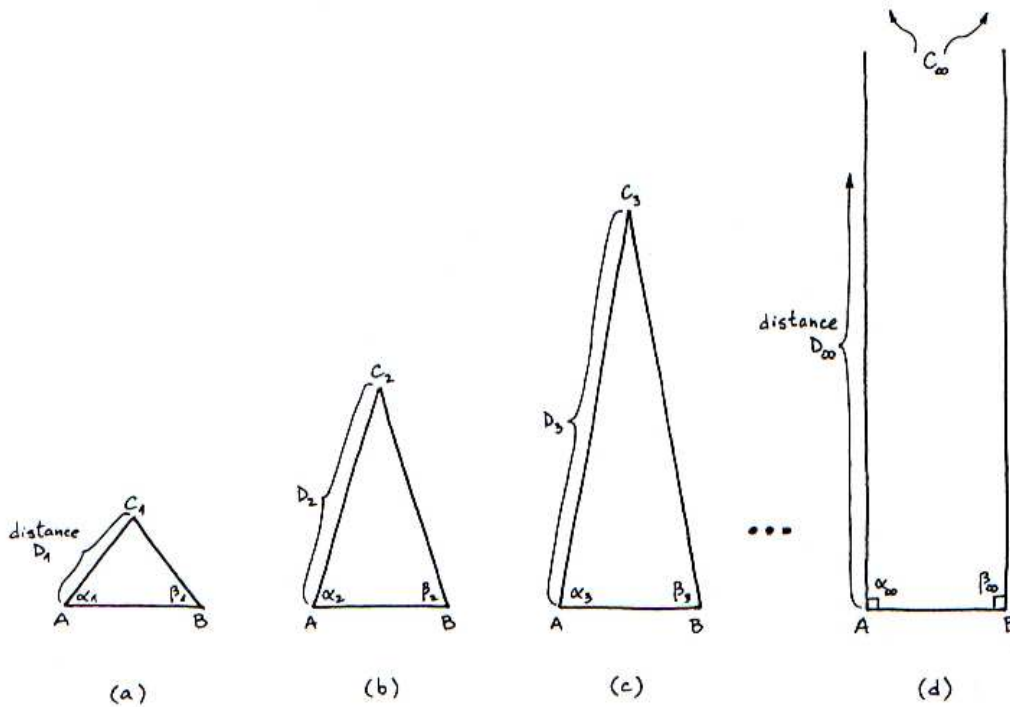 C∞
C₃
distance
D∞
C₂
D₃
D₂
C₁
distance
D₁
α₁ β₁
α₂ β₂
α₃ β₃
α∞ β∞
A B
A B
A B
A B
(a) (b) (c) (d)